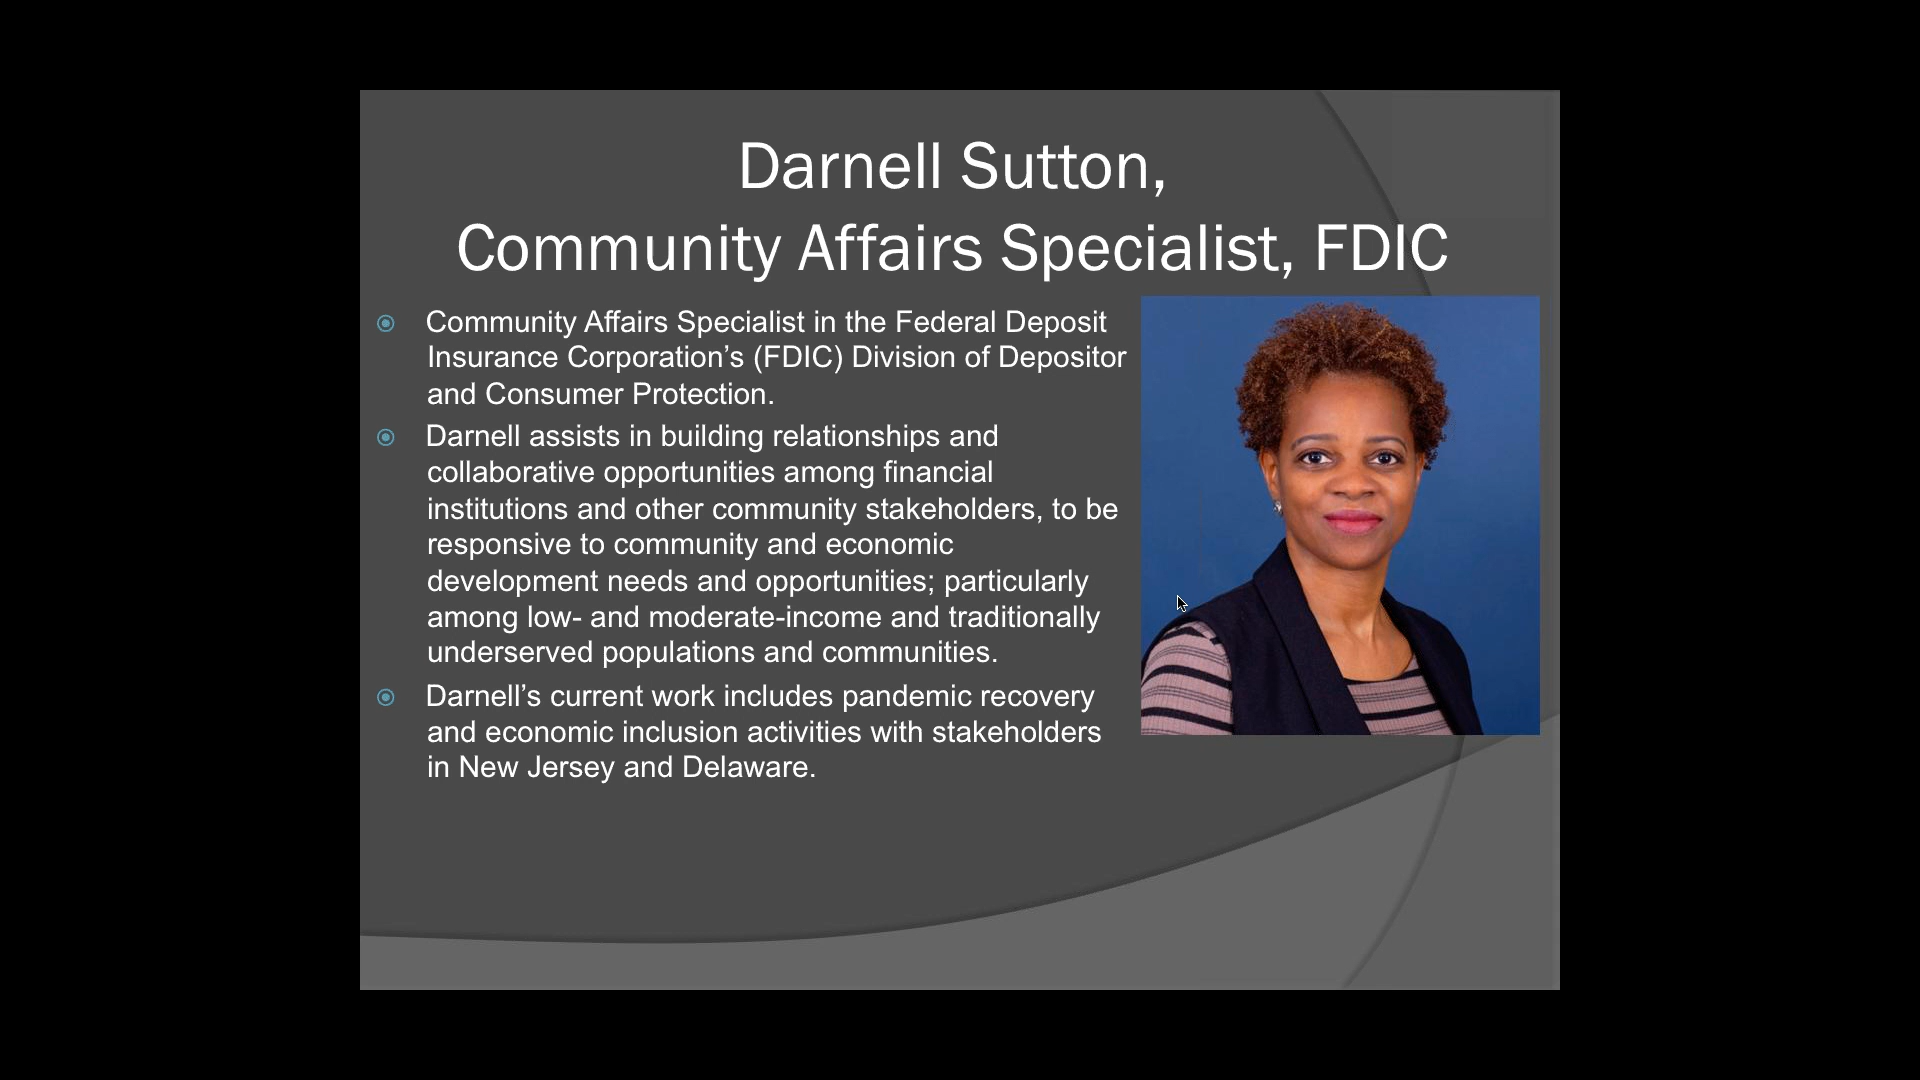 Darnell Sutton,
Community Affairs Specialist, FDIC
Community Affairs Specialist in the Federal Deposit
Insurance Corporation’s (FDIC) Division of Depositor
and Consumer Protection.
Darnell assists in building relationships and
collaborative opportunities among financial
institutions and other community stakeholders, to be
responsive to community and economic
development needs and opportunities; particularly
among low- and moderate-income and traditionally
underserved populations and communities.
Darnell’s current work includes pandemic recovery
and economic inclusion activities with stakeholders
in New Jersey and Delaware.